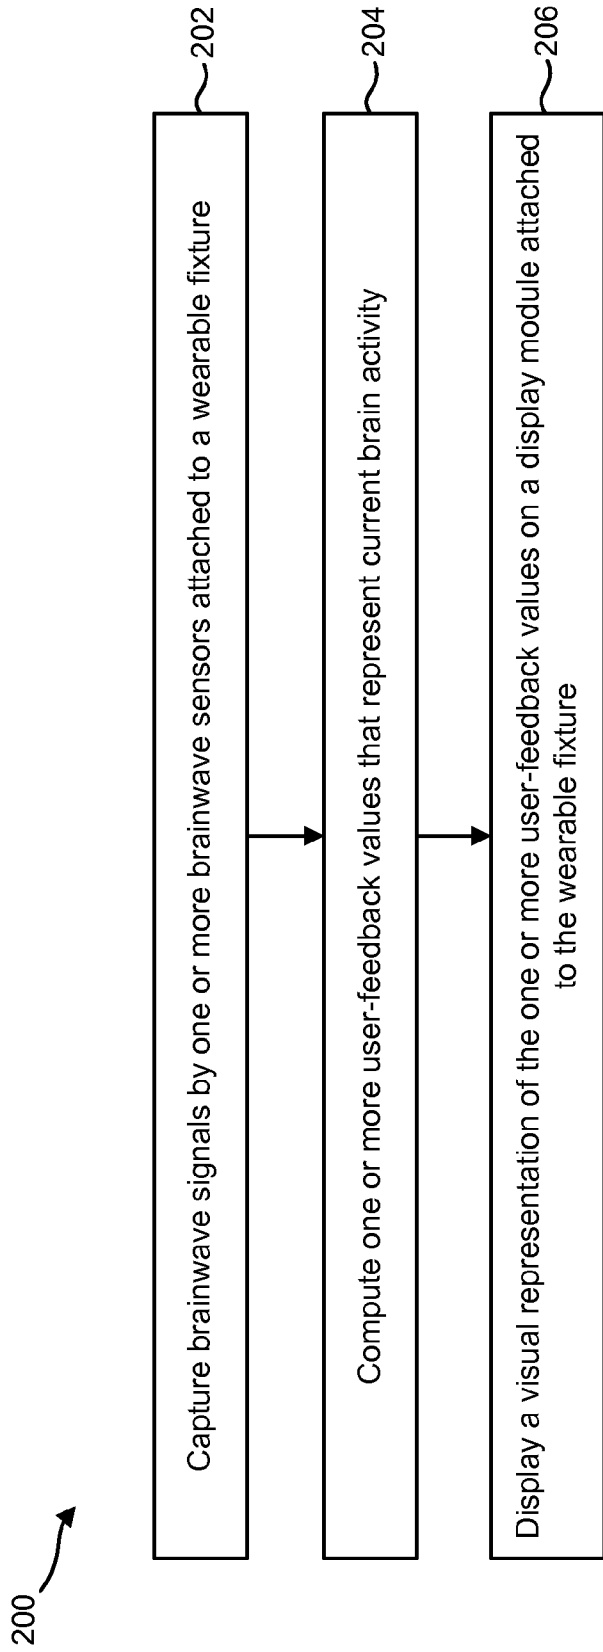 200
Capture brainwave signals by one or more brainwave sensors attached to a wearable fixture
202
Compute one or more user-feedback values that represent current brain activity
204
Display a visual representation of the one or more user-feedback values on a display module attached
to the wearable fixture
206